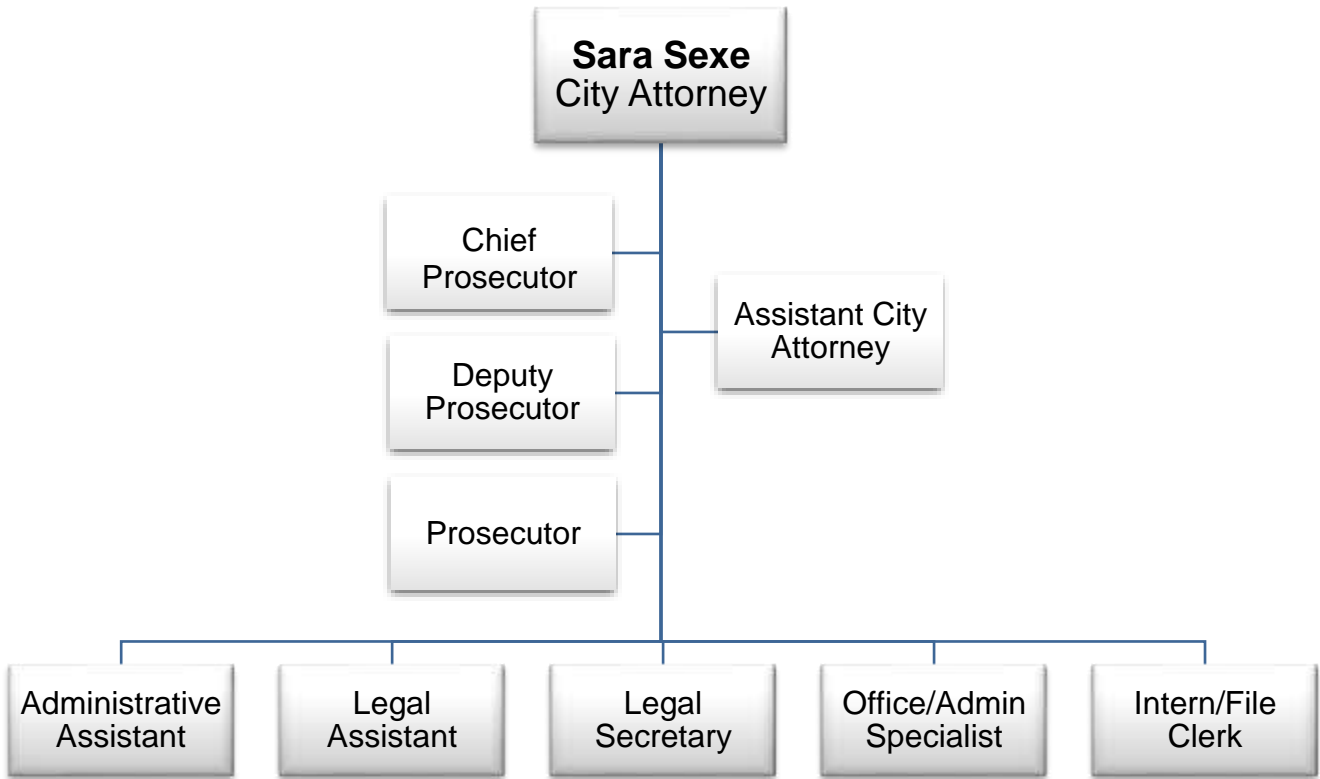 Sara Sexe
City Attorney
Chief
Prosecutor
Assistant City
Attorney
Deputy
Prosecutor
Prosecutor
Administrative
Assistant
Legal
Assistant
Legal
Secretary
Office/Admin
Specialist
Intern/File
Clerk